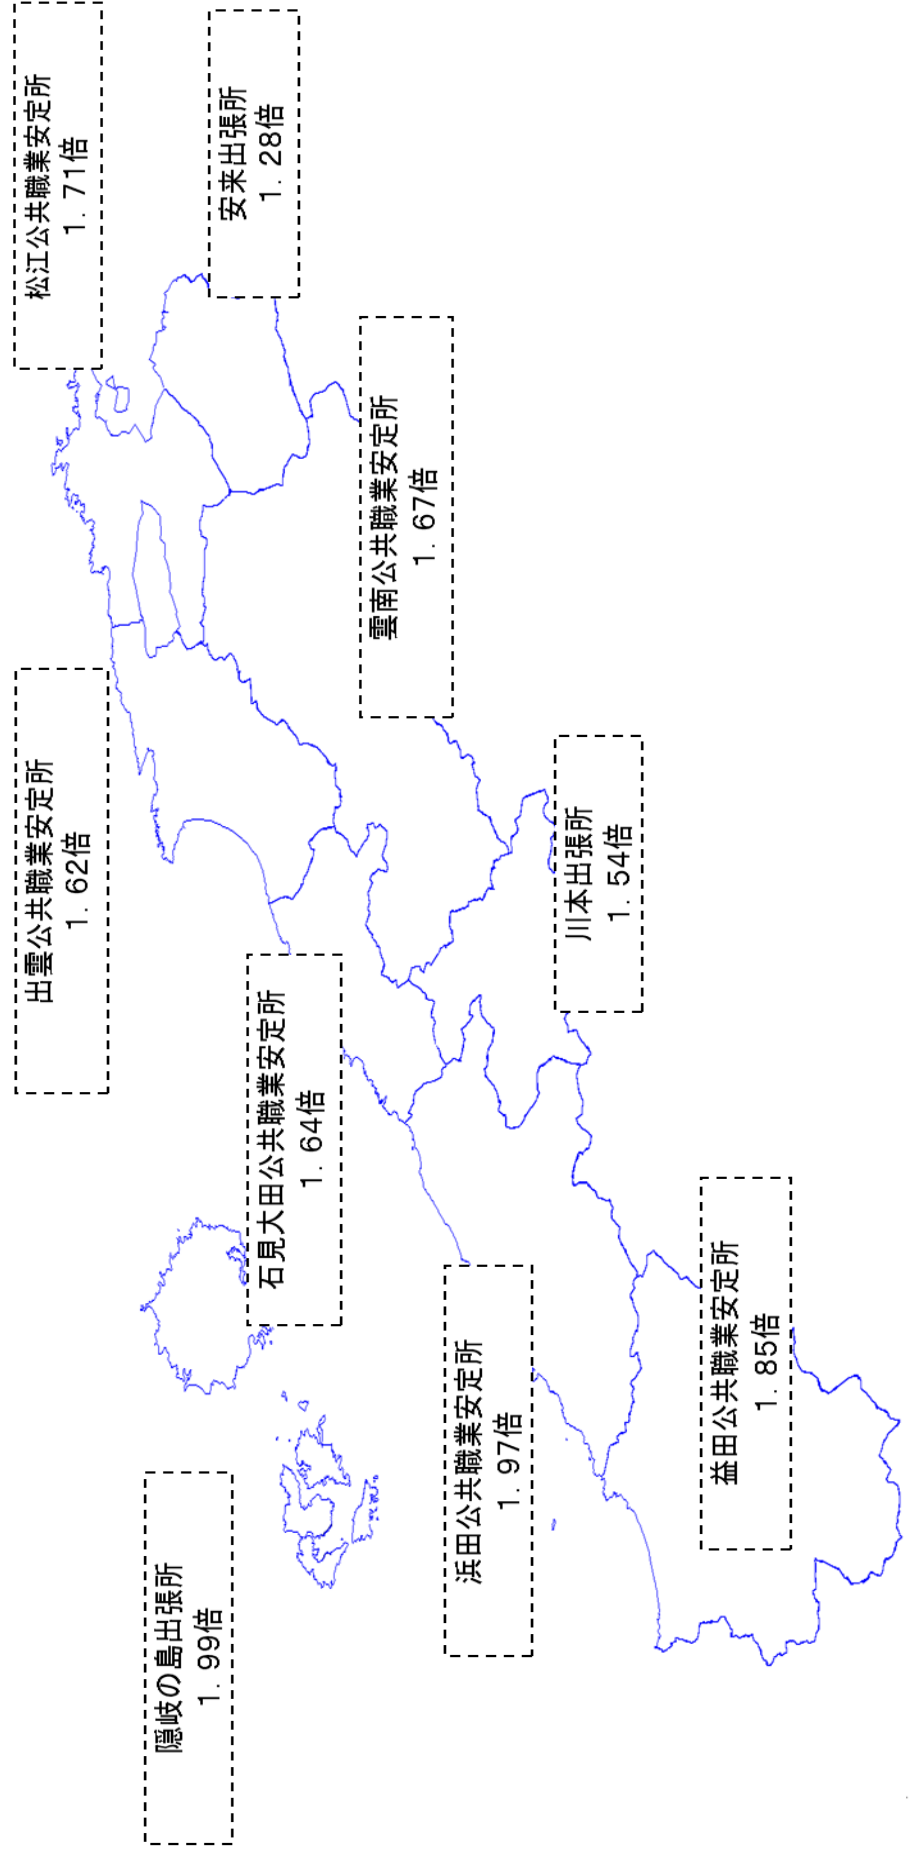 隠岐の島出張所
1．99倍
出雲公共職業安定所
1．62倍
松江公共職業安定所
1．71倍
安来出張所
1．28倍
石見大田公共職業安定所
1．64倍
雲南公共職業安定所
1．67倍
浜田公共職業安定所
1．97倍
川本出張所
1．54倍
益田公共職業安定所
1．85倍